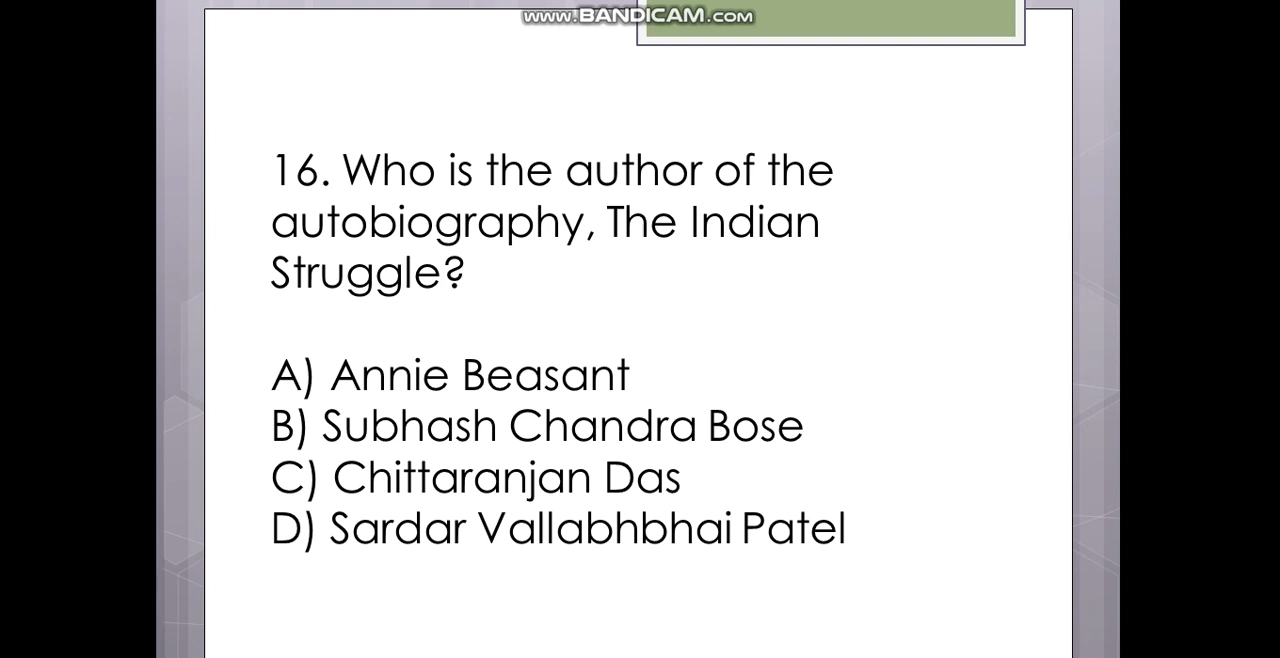 www.BANDICAM.com
16. Who is the author of the
autobiography, The Indian
Struggle?
A) Annie Beasant
B) Subhash Chandra Bose
C) Chittaranjan Das
D) Sardar Vallabhbhai Patel